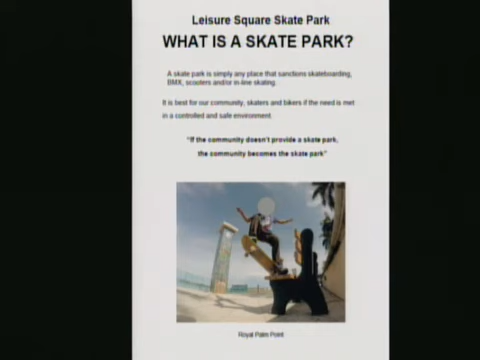 Leisure Square Skate Park
WHAT IS A SKATE PARK?
A skate park is simply any place that sanctions skateboarding,
BMX, scooters and/or in-line skating.
It is best for our community, skaters and bikers if the need is met
in a controlled and safe environment.
"If the community doesn't provide a skate park,
the community becomes the skate park"
Royal Palm Point